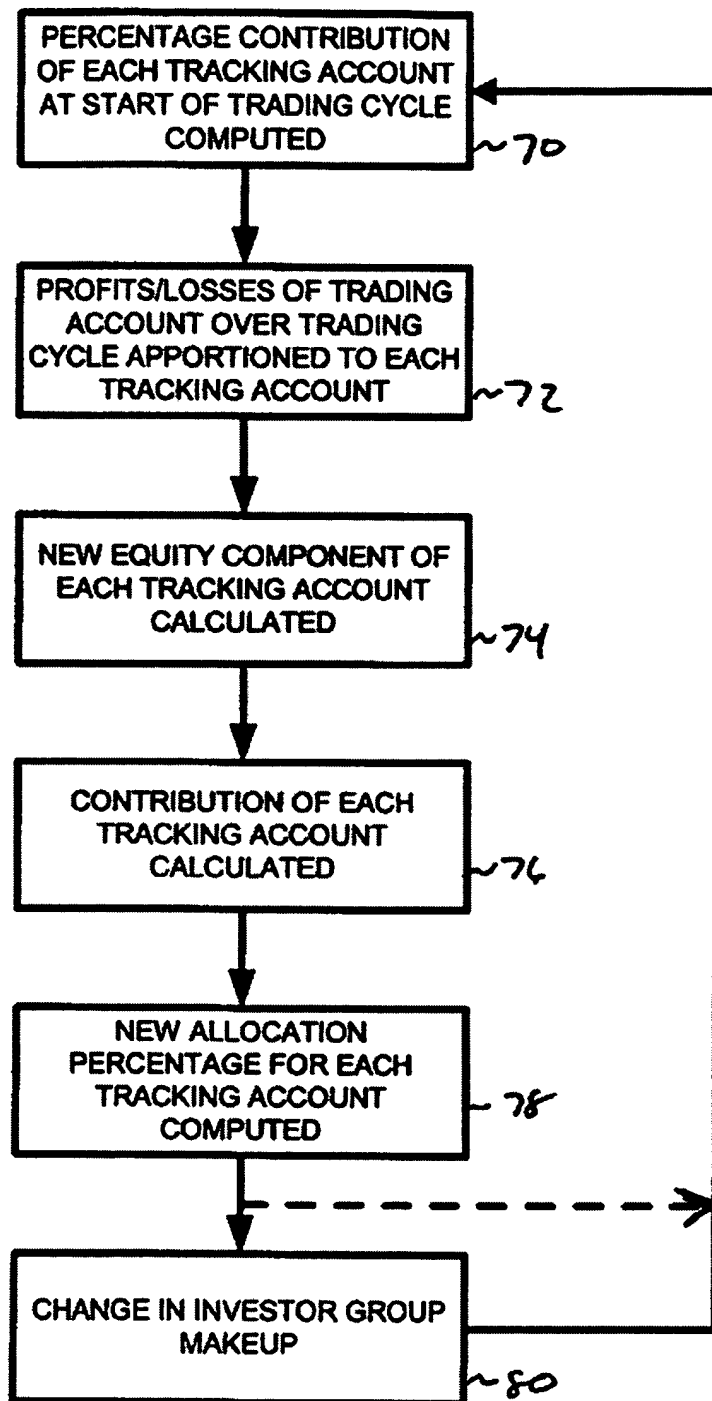 PERCENTAGE CONTRIBUTION
OF EACH TRACKING ACCOUNT
AT START OF TRADING CYCLE
COMPUTED
~70
PROFITS/LOSSES OF TRADING
ACCOUNT OVER TRADING
CYCLE APPORTIONED TO EACH
TRACKING ACCOUNT
~72
NEW EQUITY COMPONENT OF
EACH TRACKING ACCOUNT
CALCULATED
~74
CONTRIBUTION OF EACH
TRACKING ACCOUNT
CALCULATED
~76
NEW ALLOCATION
PERCENTAGE FOR EACH
TRACKING ACCOUNT
COMPUTED
~78
CHANGE IN INVESTOR GROUP
MAKEUP
~80